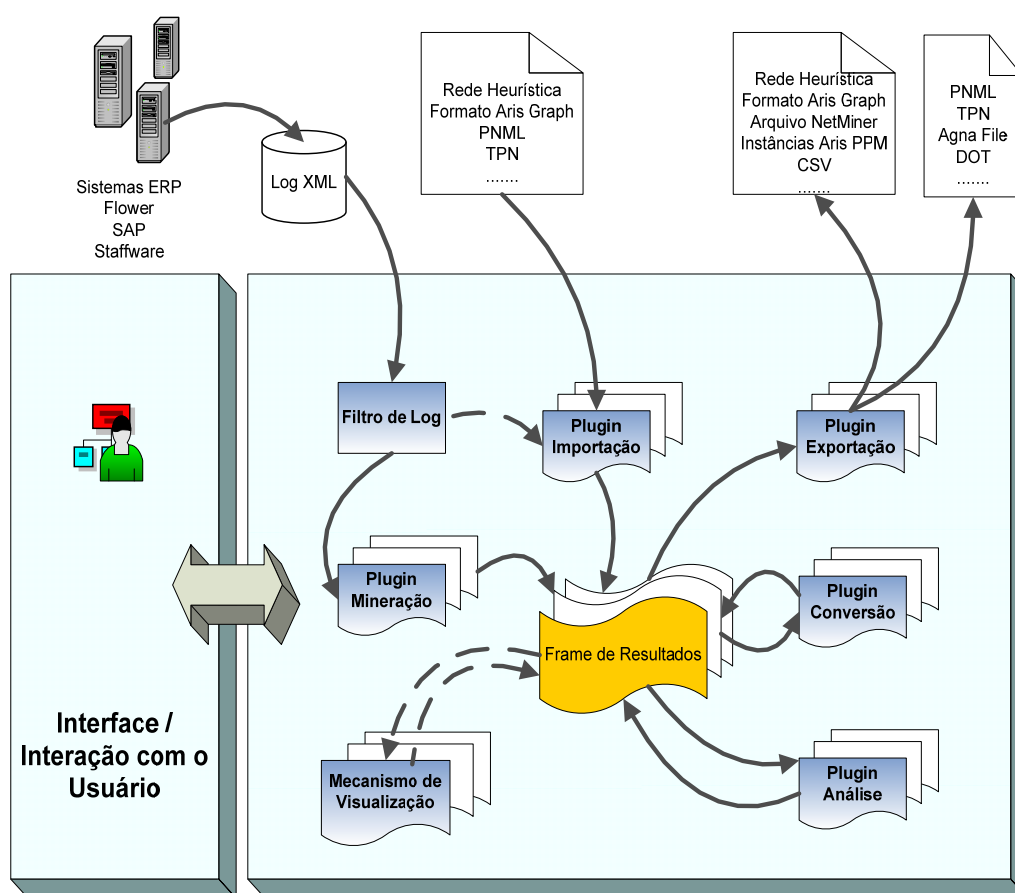 Sistemas ERP
Flower
SAP
Staffware
Log XML
Rede Heurística
Formato Aris Graph
PNML
TPN
.......
Rede Heurística
Formato Aris Graph
Arquivo NetMiner
Instâncias Aris PPM
CSV
.......
PNML
TPN
Agna File
DOT
.......
Filtro de Log
Plugin
Importação
Plugin
Exportação
Plugin
Mineração
Frame de Resultados
Plugin
Conversão
Mecanismo de
Visualização
Plugin
Análise
Interface /
Interação com o
Usuário